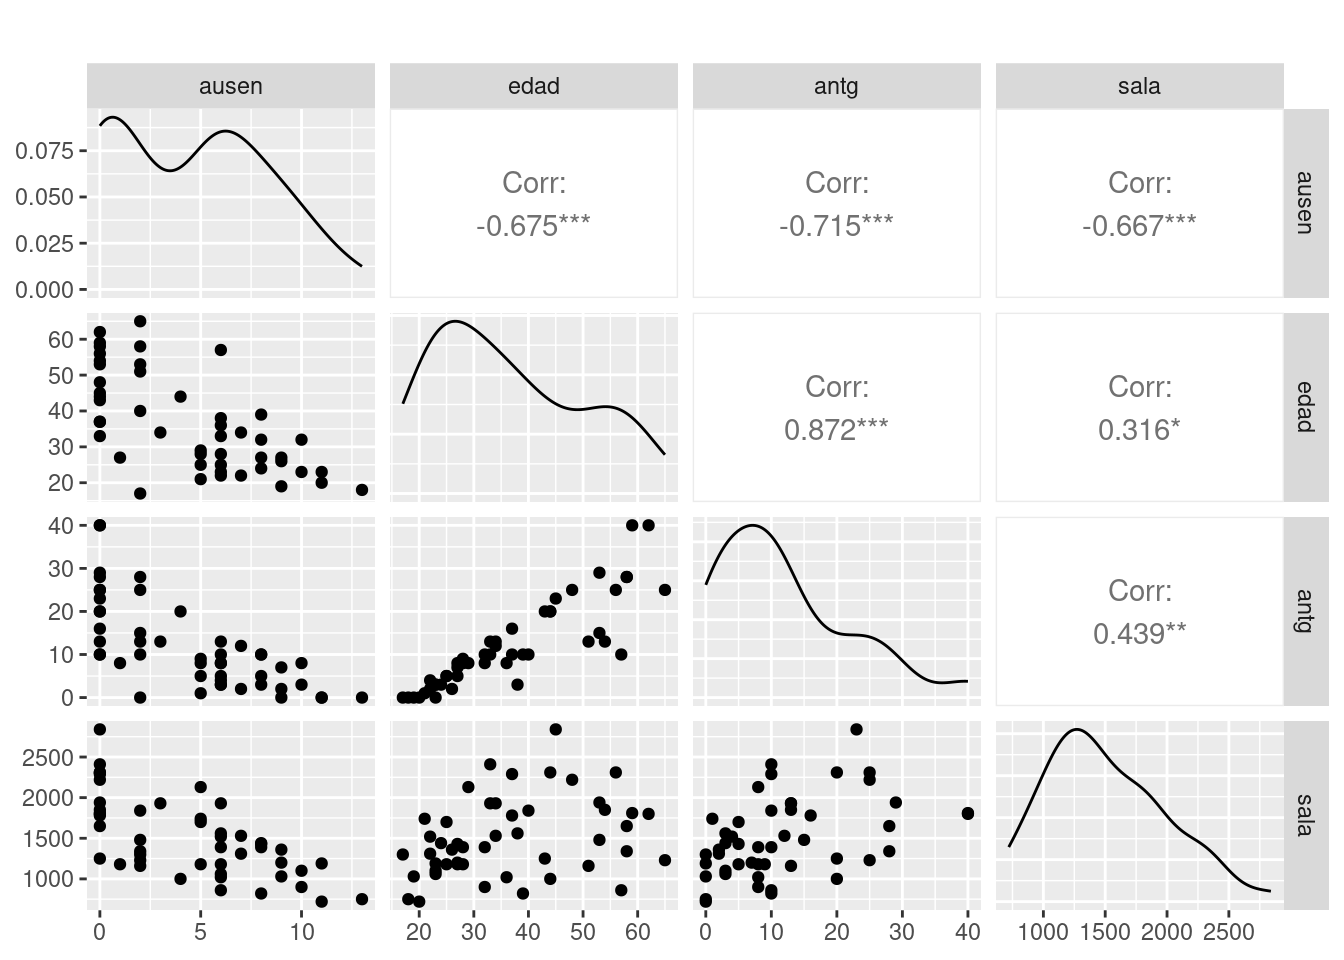 ausen edad antg sala
0.075
0.050
0.025
0.000
Corr:
-0.675***
Corr:
-0.715***
Corr:
-0.667***
ausen
60
50
40
30
20
Corr:
0.872***
Corr:
0.316*
edad
40
30
20
10
0
Corr:
0.439**
antg
2500
2000
1500
1000
sala
0 5 10
20 30 40 50 60
0 10 20 30 40
1000 1500 2000 2500